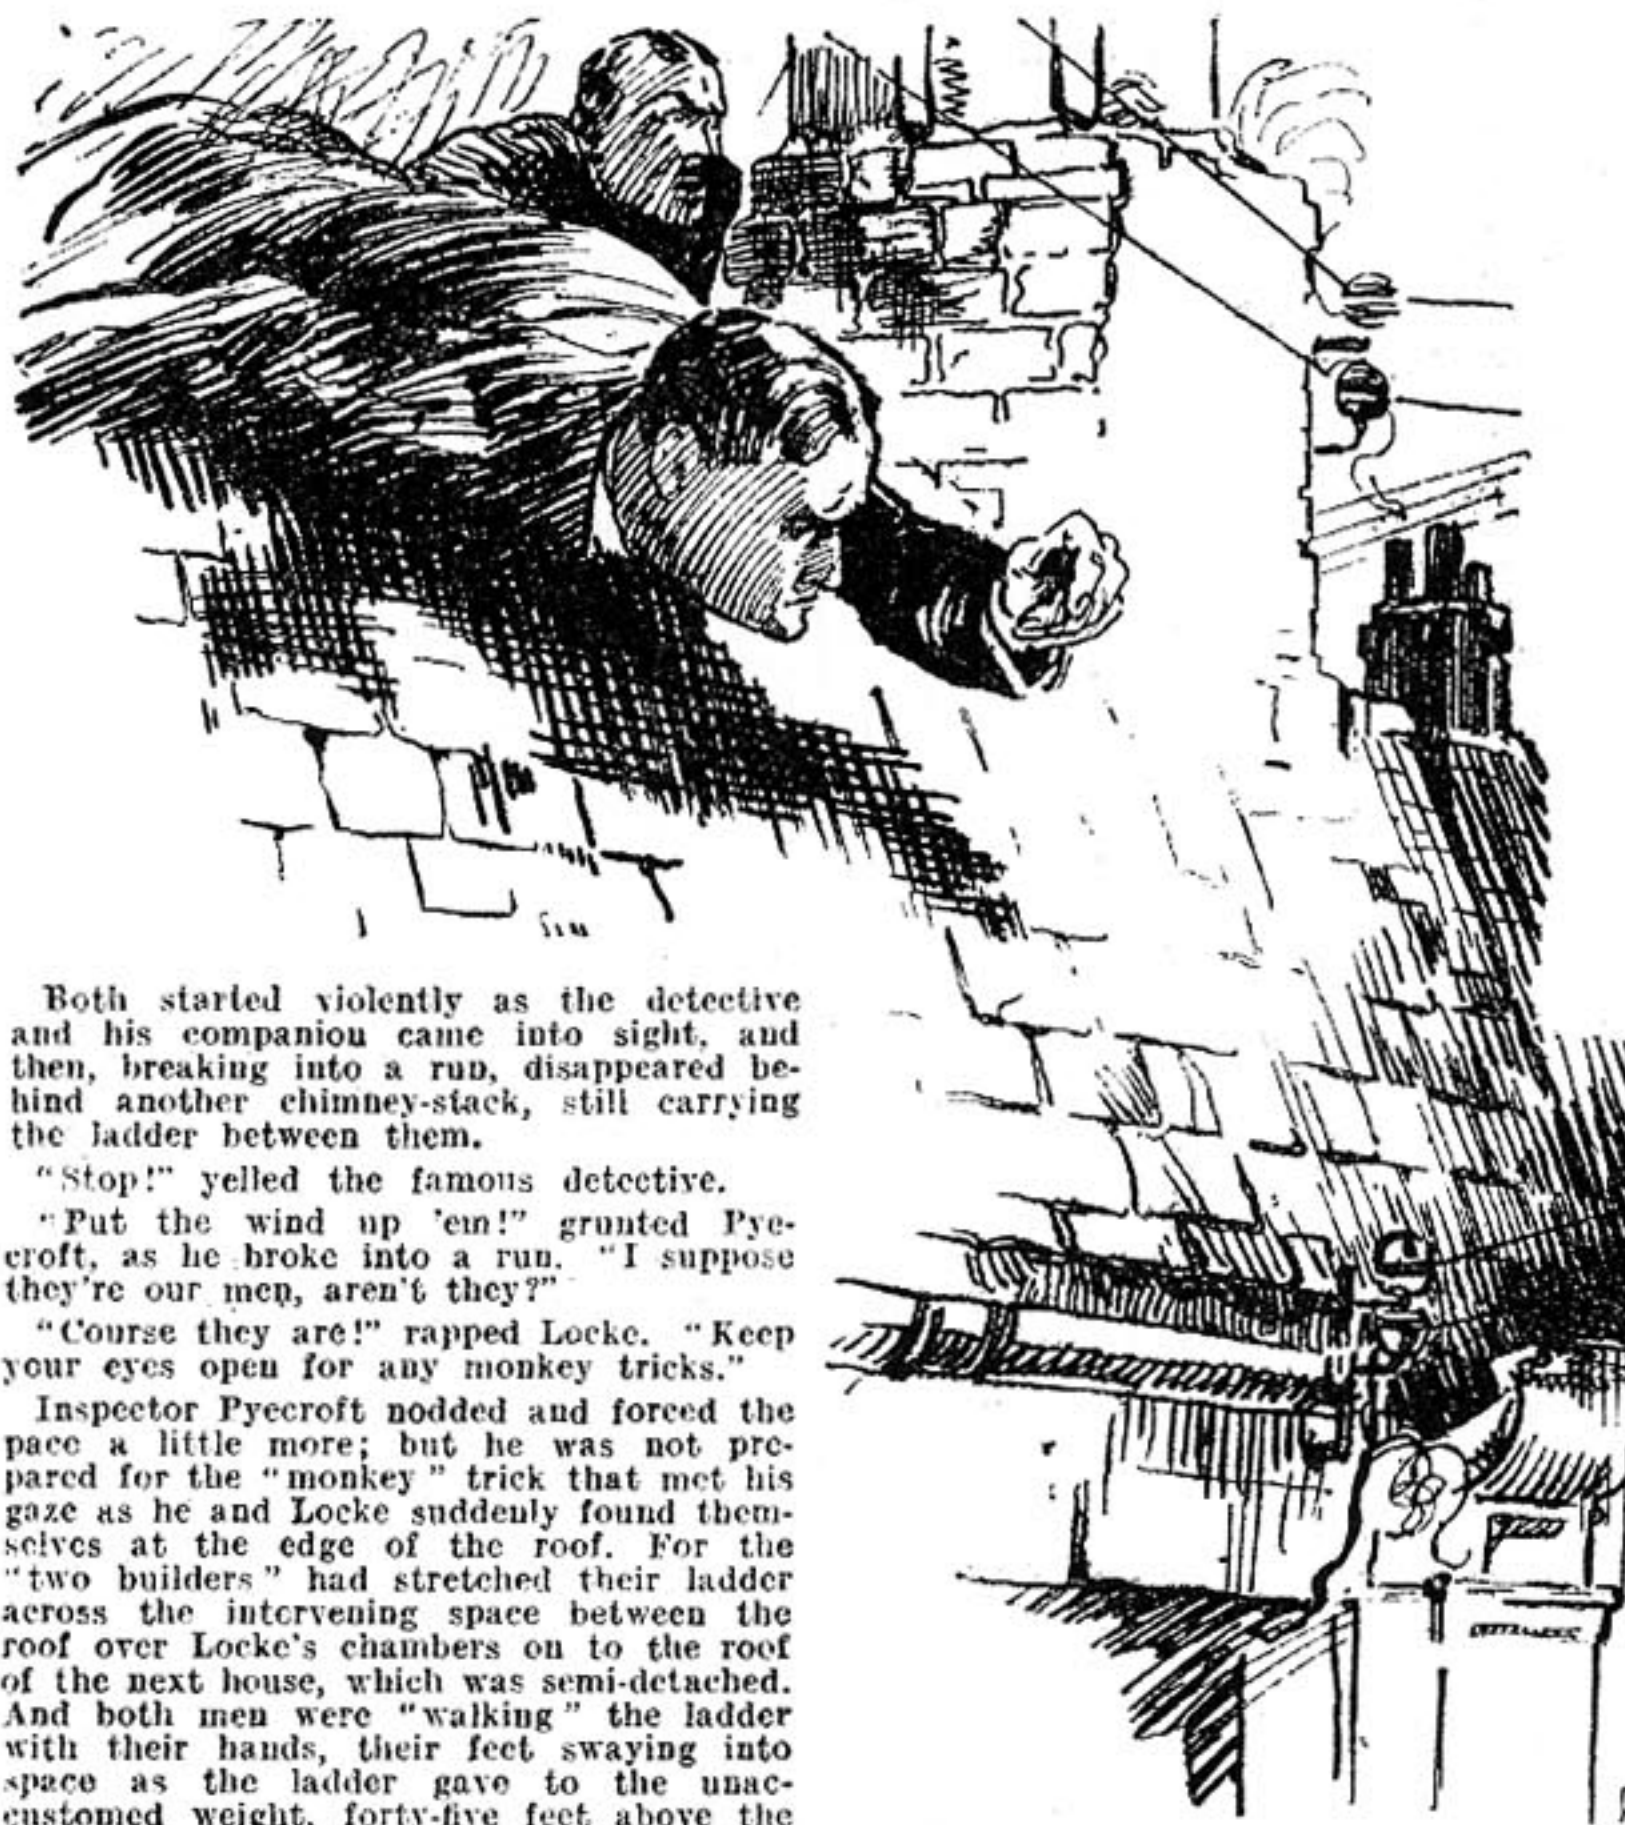 Both started violently as the detective
and his companion came into sight, and
then, breaking into a run, disappeared be-
hind another chimney-stack, still carrying
the ladder between them.
"Stop!" yelled the famous detective.
"Put the wind up 'em!" grunted Pye-
croft, as he broke into a run. "I suppose
they're our men, aren't they?"
"Course they are!" rapped Locke. "Keep
your eyes open for any monkey tricks."
Inspector Pyecroft nodded and forced the
pace a little more; but he was not pre-
pared for the "monkey" trick that met his
gaze as he and Locke suddenly found them-
selves at the edge of the roof. For the
"two builders" had stretched their ladder
across the intervening space between the
roof over Locke's chambers on to the roof
of the next house, which was semi-detached.
And both men were "walking" the ladder
with their hands, their feet swaying into
space as the ladder gave to the unac-
customed weight, forty-five feet above the